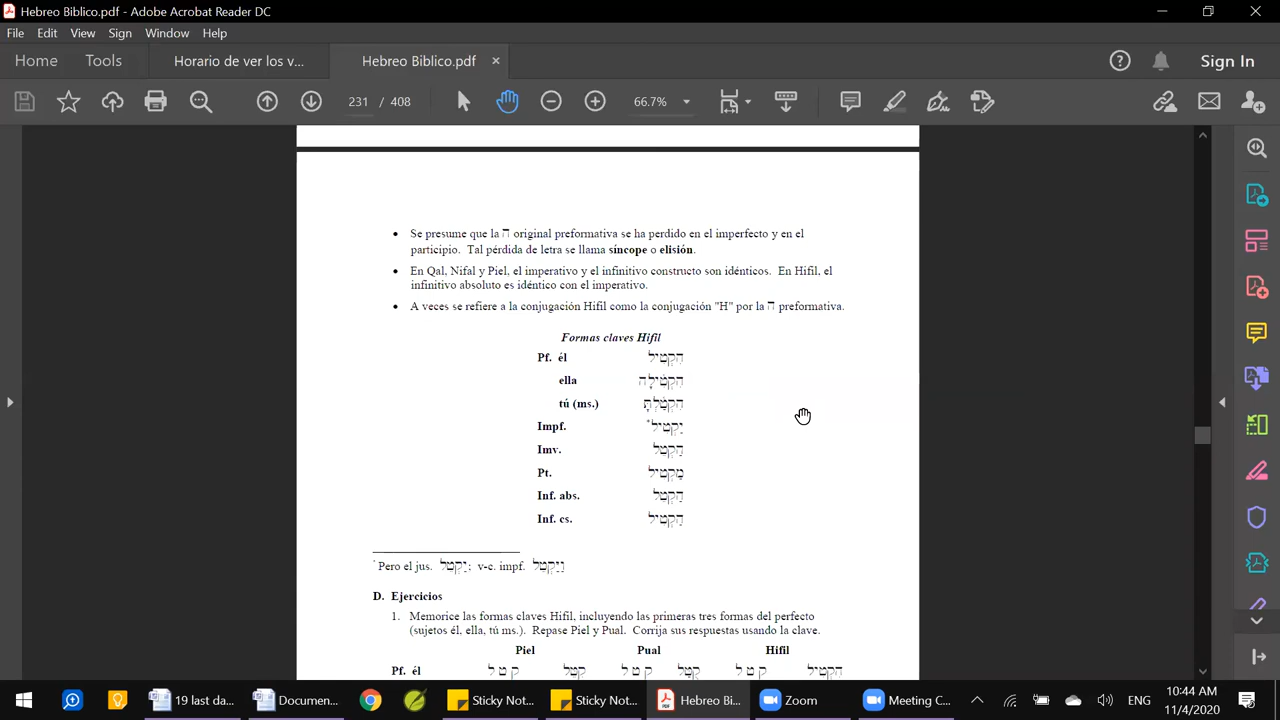 Hebreo Biblico.pdf - Adobe Acrobat Reader DC
File Edit View Sign Window Help
Home Tools Horario de ver los v... Hebreo Biblico.pdf × Sign In
231 / 408 66.7%
• Se presume que la ה original preformativa se ha perdido en el imperfecto y en el
participio. Tal pérdida de letra se llama síncope o elisión.
• En Qal, Nifal y Piel, el imperativo y el infinitivo constructo son idénticos. En Hifil, el
infinitivo absoluto es idéntico con el imperativo.
• A veces se refiere a la conjugación Hifil como la conjugación "H" por la ה preformativa.
Formas claves Hifil
Pf. él הִקְטִיל
ella הִקְטִ֫ילָה
tú (ms.) הִקְטַ֫לְתָּ
Impf. יַקְטִיל*
Imv. הַקְטֵל
Pt. מַקְטִיל
Inf. abs. הַקְטֵל
Inf. cs. הַקְטִיל
* Pero el jus. יַקְטֵל; v-c. impf. וַיַּקְטֵל
D. Ejercicios
1. Memorice las formas claves Hifil, incluyendo las primeras tres formas del perfecto
(sujetos él, ella, tú ms.). Repase Piel y Pual. Corrija sus respuestas usando la clave.
Piel Pual Hifil
Pf. él ק ט ל קִטֵּל ק ט ל קֻטַּל ק ט ל הִקְטִיל
19 last da... Documen... Sticky Not... Sticky Not... Hebreo Bi... Zoom Meeting C... ENG 10:44 AM
11/4/2020